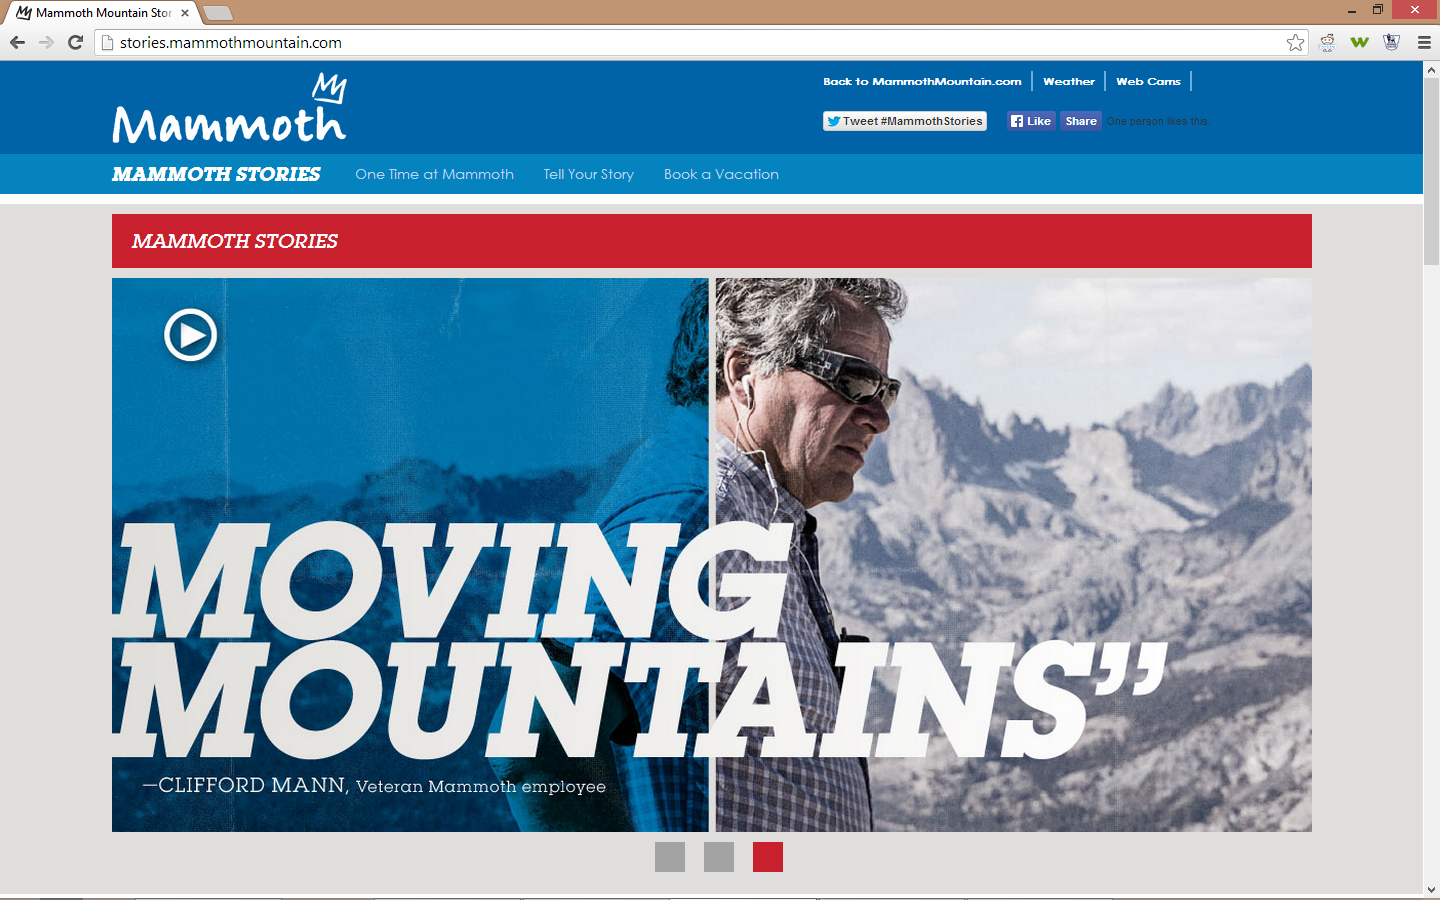 Mammoth Mountain Stor
stories.mammothmountain.com
Mammoth
Back to MammothMountain.com
Weather
Web Cams
Tweet #MammothStories
Like
Share
One person likes this.
MAMMOTH STORIES
One Time at Mammoth
Tell Your Story
Book a Vacation
MAMMOTH STORIES
MOVING
MOUNTAINS”
—CLIFFORD MANN, Veteran Mammoth employee